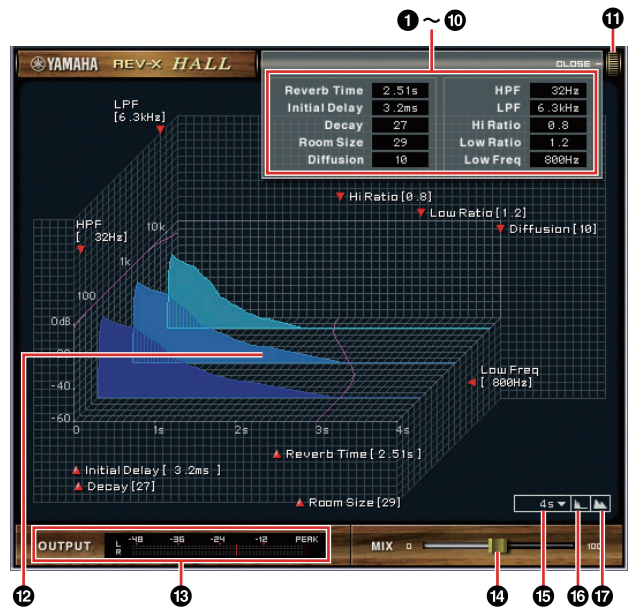 ❶~❿
⓫
YAMAHA REV-X HALL
CLOSE –
Reverb Time 2.51s HPF 32Hz
Initial Delay 3.2ms LPF 6.3kHz
Decay 27 Hi Ratio 0.8
Room Size 29 Low Ratio 1.2
Diffusion 10 Low Freq 800Hz
LPF
[6.3kHz]
Hi Ratio [0.8]
Low Ratio [1.2]
Diffusion [10]
HPF
[ 32Hz]
10k
1k
100
0dB
-20
-40
-60
0 1s 2s 3s 4s
Low Freq
[ 800Hz]
Reverb Time [ 2.51s ]
Initial Delay [ 3.2ms ]
Decay [27]
Room Size [29]
4s
OUTPUT
L
R
-48 -36 -24 -12 PEAK
MIX 0 100
⓬ ⓭ ⓮ ⓯ ⓰ ⓱